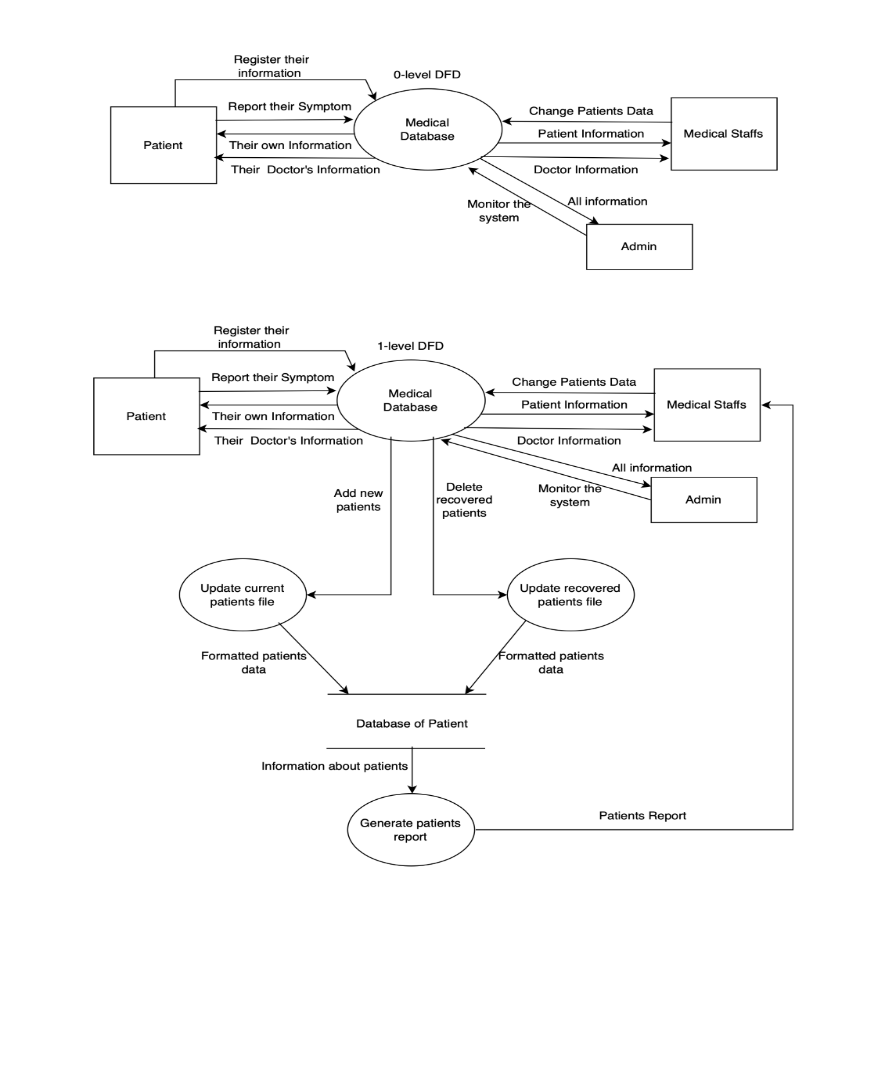 Register their
information
0-level DFD
Report their Symptom
Change Patients Data
Medical
Database
Patient
Patient Information
Medical Staffs
Their own Information
Their Doctor's Information
Doctor Information
Monitor the
system
All information
Admin
Register their
information
1-level DFD
Report their Symptom
Change Patients Data
Medical
Database
Patient
Patient Information
Medical Staffs
Their own Information
Their Doctor's Information
Doctor Information
All information
Add new
patients
Delete
recovered
patients
Monitor the
system
Admin
Update current
patients file
Update recovered
patients file
Formatted patients
data
Formatted patients
data
Database of Patient
Information about patients
Generate patients
report
Patients Report